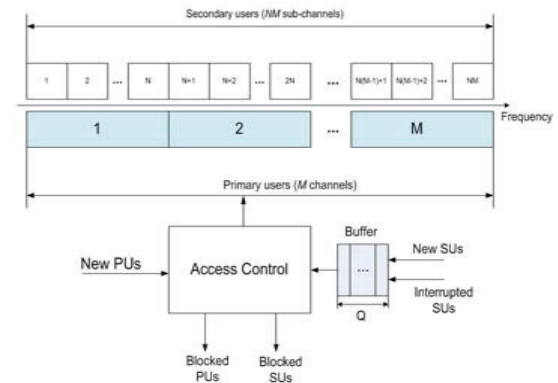 Secondary users (NM sub-channels)
1 2 ... N N+1 N+2 ... 2N ... N(M-1)+1 N(M-1)+2 ... NM
Frequency
1 2 ... M
Primary users (M channels)
New PUs
Access Control
Buffer
...
Q
New SUs
Interrupted
SUs
Blocked
PUs
Blocked
SUs